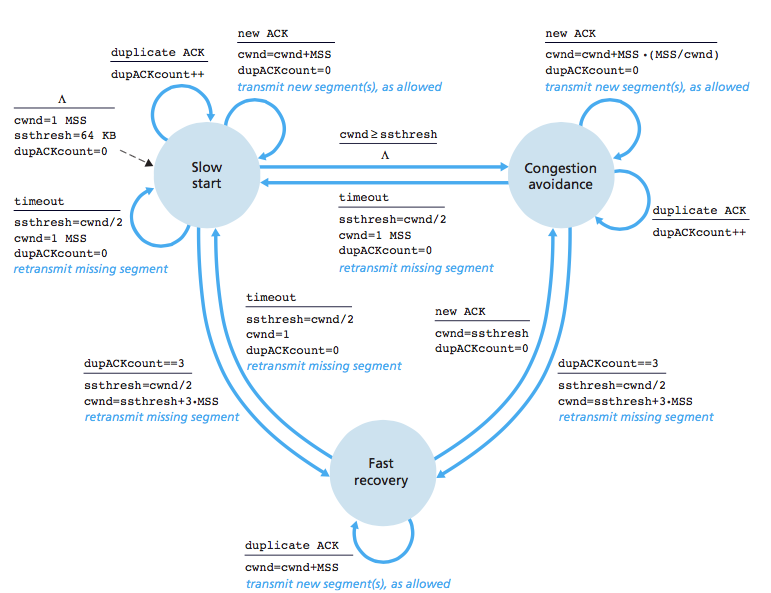 new ACK
cwnd=cwnd+MSS
dupACKcount=0
transmit new segment(s), as allowed
new ACK
cwnd=cwnd+MSS •(MSS/cwnd)
dupACKcount=0
transmit new segment(s), as allowed
duplicate ACK
dupACKcount++
Λ
cwnd=1 MSS
ssthresh=64 KB
dupACKcount=0
cwnd≥ssthresh
Λ
Slow
start
Congestion
avoidance
timeout
ssthresh=cwnd/2
cwnd=1 MSS
dupACKcount=0
retransmit missing segment
timeout
ssthresh=cwnd/2
cwnd=1 MSS
dupACKcount=0
retransmit missing segment
duplicate ACK
dupACKcount++
timeout
ssthresh=cwnd/2
cwnd=1
dupACKcount=0
retransmit missing segment
new ACK
cwnd=ssthresh
dupACKcount=0
dupACKcount==3
ssthresh=cwnd/2
cwnd=ssthresh+3•MSS
retransmit missing segment
dupACKcount==3
ssthresh=cwnd/2
cwnd=ssthresh+3•MSS
retransmit missing segment
Fast
recovery
duplicate ACK
cwnd=cwnd+MSS
transmit new segment(s), as allowed